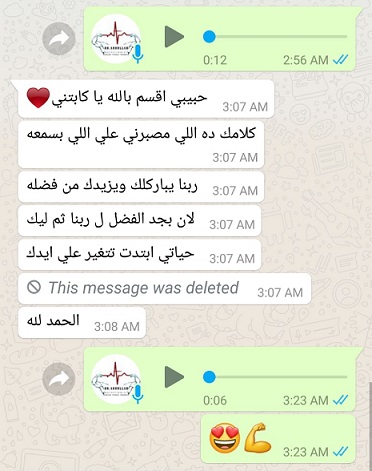 0:12 2:56 AM
حبيبي اقسم بالله يا كابتني❤️
3:07 AM
كلامك ده اللي مصبرني علي اللي بسمعه
3:07 AM
ربنا يباركلك ويزيدك من فضله
3:07 AM
لان بجد الفضل ل ربنا ثم ليك
3:07 AM
حياتي ابتدت تتغير علي ايدك
3:07 AM
This message was deleted 3:07 AM
الحمد لله
3:08 AM
0:06 3:23 AM
😍💪
3:23 AM